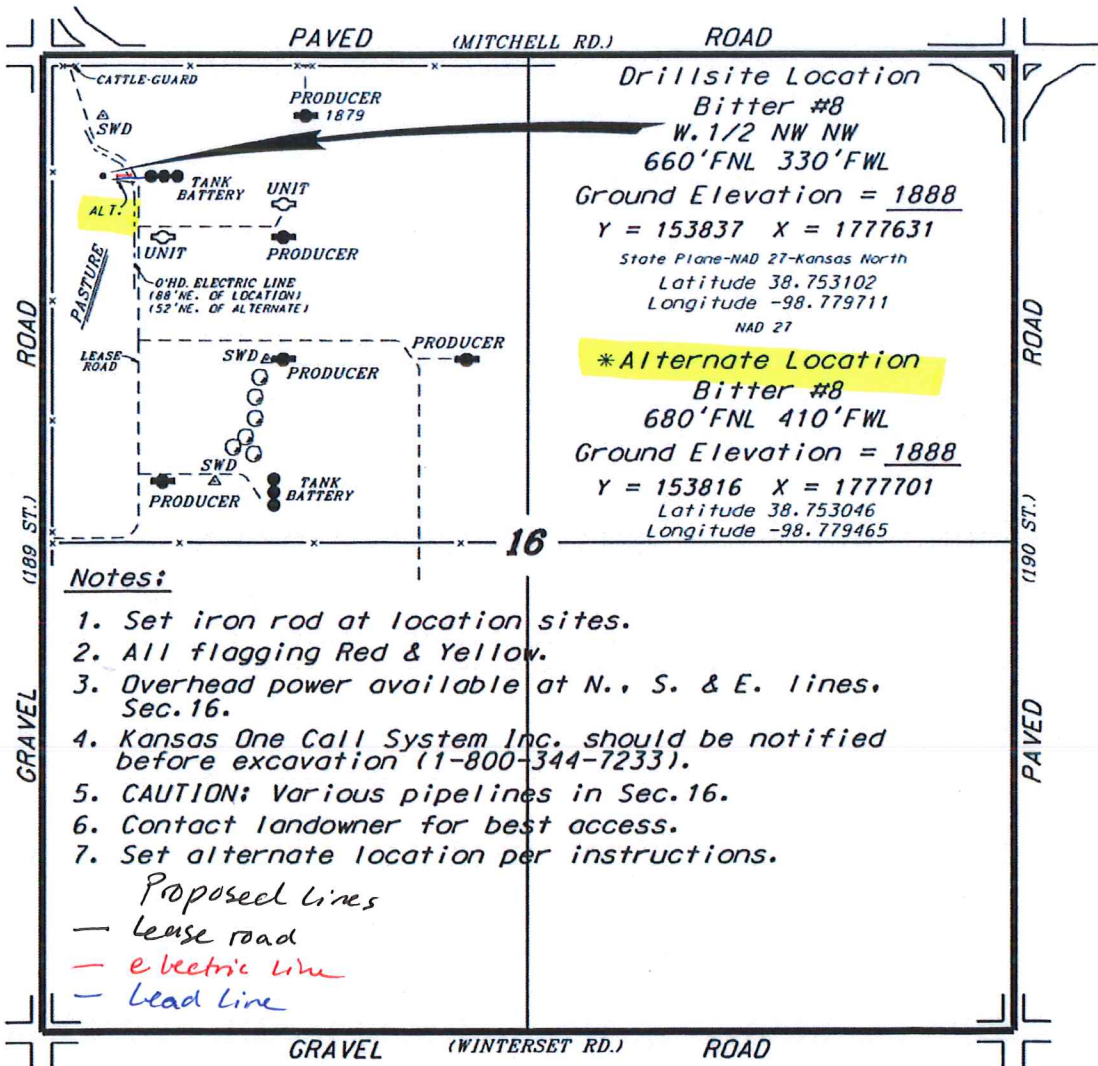 PAVED (MITCHELL RD.) ROAD
CATTLE-GUARD
SWD
PRODUCER
1879
TANK
BATTERY
UNIT
ALT.
UNIT
PRODUCER
PASTURE
O'HD. ELECTRIC LINE
(88'NE. OF LOCATION)
(52'NE. OF ALTERNATE)
LEASE
ROAD
SWD
PRODUCER
PRODUCER
SWD
PRODUCER
TANK
BATTERY
Drillsite Location
Bitter #8
W.1/2 NW NW
660'FNL 330'FWL
Ground Elevation = 1888
Y = 153837 X = 1777631
State Plane-NAD 27-Kansas North
Latitude 38.753102
Longitude -98.779711
NAD 27
*Alternate Location
Bitter #8
680'FNL 410'FWL
Ground Elevation = 1888
Y = 153816 X = 1777701
Latitude 38.753046
Longitude -98.779465
16
GRAVEL (189 ST.) ROAD
PAVED (190 ST.) ROAD
Notes:
1. Set iron rod at location sites.
2. All flagging Red & Yellow.
3. Overhead power available at N., S. & E. lines,
Sec.16.
4. Kansas One Call System Inc. should be notified
before excavation (1-800-344-7233).
5. CAUTION: Various pipelines in Sec.16.
6. Contact landowner for best access.
7. Set alternate location per instructions.
Proposed Lines
— Lease road
— electric line
— Lead Line
GRAVEL (WINTERSET RD.) ROAD